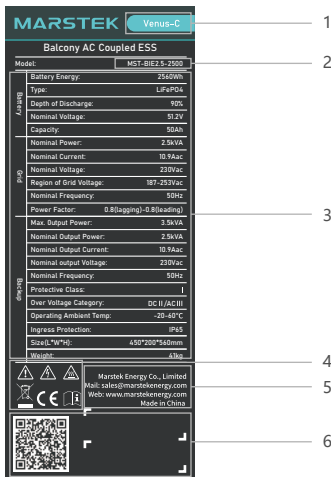 MARSTEK Venus-C 1
Balcony AC Coupled ESS
Model: MST-BIE2.5-2500 2
Battery
Battery Energy: 2560Wh
Type: LiFePO4
Depth of Discharge: 90%
Nominal Voltage: 51.2V
Capacity: 50Ah
Grid
Nominal Power: 2.5kVA
Nominal Current: 10.9Aac
Nominal Voltage: 230Vac
Region of Grid Voltage: 187-253Vac
Nominal Frequency: 50Hz
Power Factor: 0.8(lagging)-0.8(leading) 3
Backup
Max. Output Power: 3.5kVA
Nominal Output Power: 2.5kVA
Nominal Output Current: 10.9Aac
Nominal output Voltage: 230Vac
Nominal Frequency: 50Hz
Protective Class: I
Over Voltage Category: DC II /AC III
Operating Ambient Temp: -20-60°C
Ingress Protection: IP65
Size(L*W*H): 450*200*560mm
Weight: 41kg
4
Marstek Energy Co., Limited
Mail: sales@marstekenergy.com 5
Web: www.marstekenergy.com
Made in China
CE
6